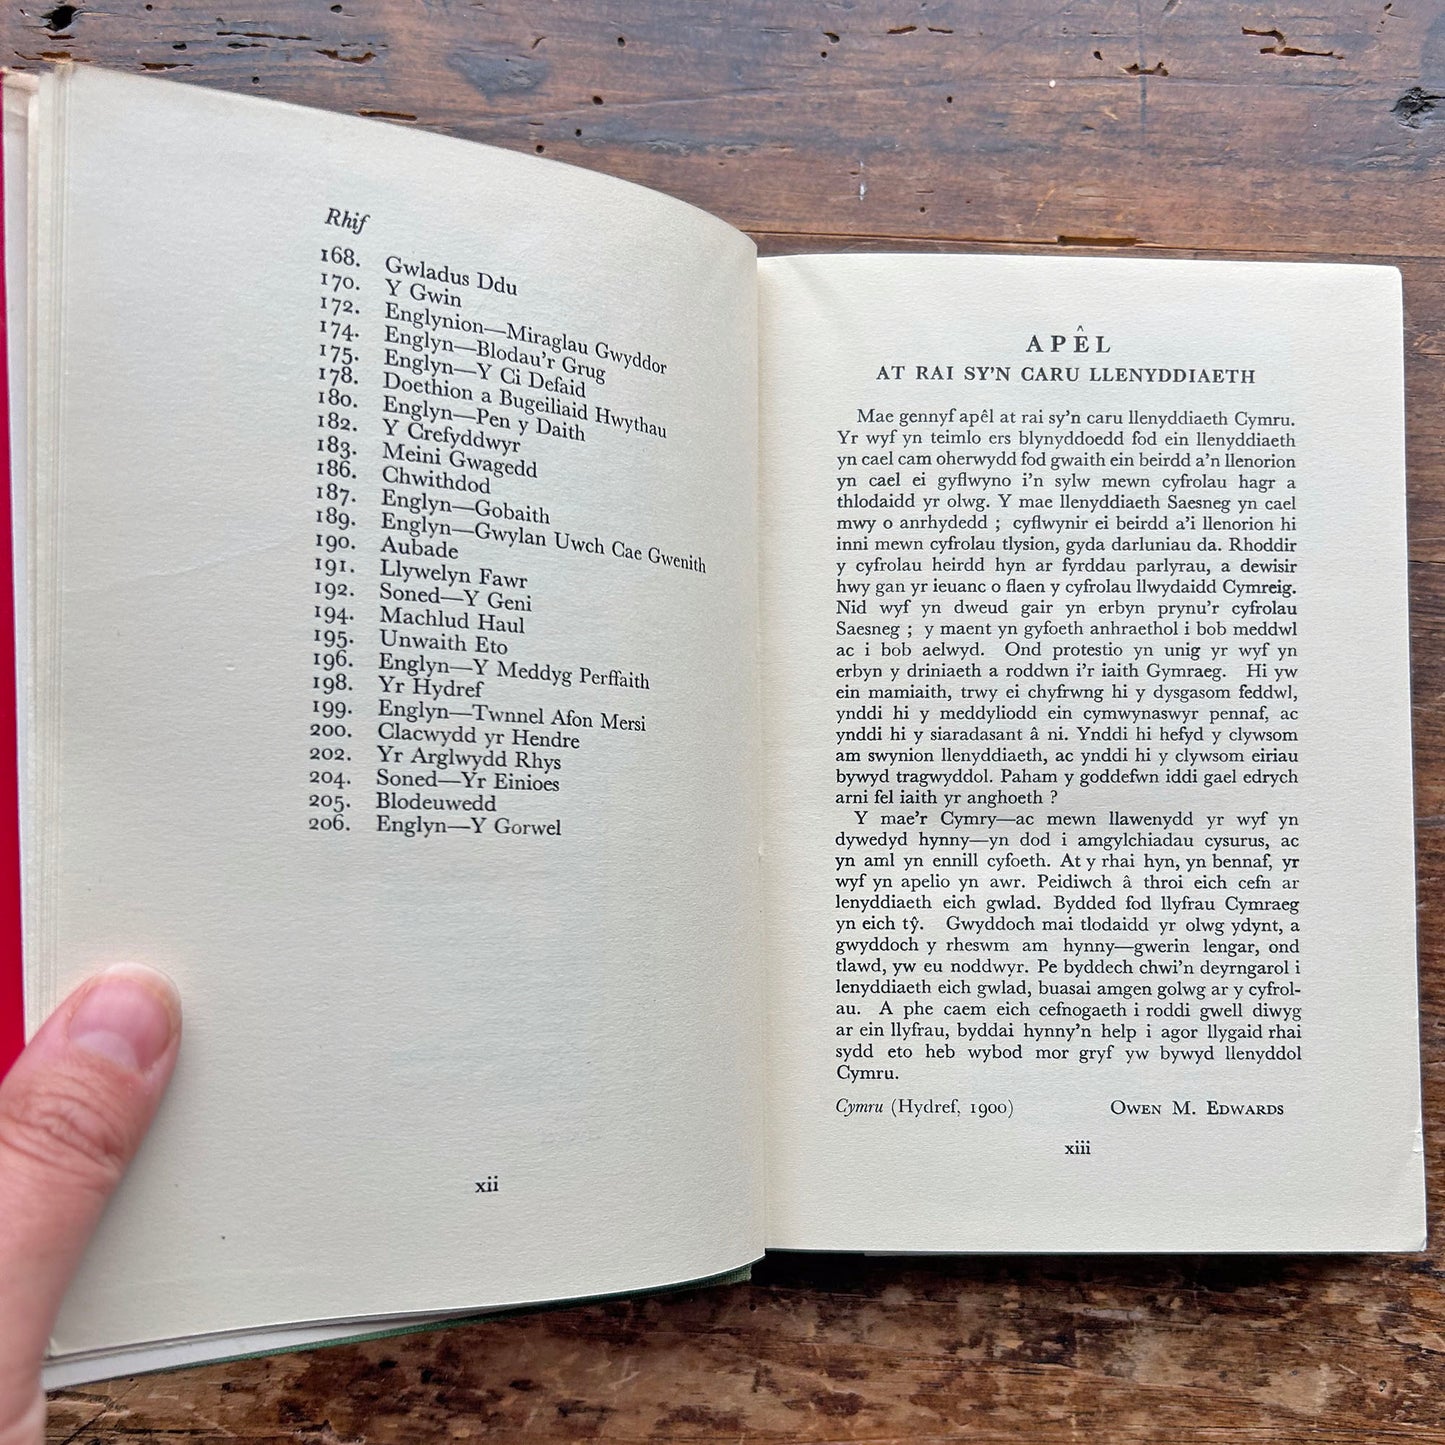 Rhif
168. Gwladus Ddu
170. Y Gwin
172. Englynion—Miraglau Gwyddor
174. Englyn—Blodau'r Grug
175. Englyn—Y Ci Defaid
178. Doethion a Bugeiliaid Hwythau
180. Englyn—Pen y Daith
182. Y Crefyddwyr
183. Meini Gwagedd
186. Chwithdod
187. Englyn—Gobaith
189. Englyn—Gwylan Uwch Cae Gwenith
190. Aubade
191. Llywelyn Fawr
192. Soned—Y Geni
194. Machlud Haul
195. Unwaith Eto
196. Englyn—Y Meddyg Perffaith
198. Yr Hydref
199. Englyn—Twnnel Afon Mersi
200. Clacwydd yr Hendre
202. Yr Arglwydd Rhys
204. Soned—Yr Einioes
205. Blodeuwedd
206. Englyn—Y Gorwel
xii
APÊL
AT RAI SY'N CARU LLENYDDIAETH
Mae gennyf apêl at rai sy'n caru llenyddiaeth Cymru.
Yr wyf yn teimlo ers blynyddoedd fod ein llenyddiaeth
yn cael cam oherwydd fod gwaith ein beirdd a'n llenorion
yn cael ei gyflwyno i'n sylw mewn cyfrolau hagr a
thlodaidd yr olwg. Y mae llenyddiaeth Saesneg yn cael
mwy o anrhydedd ; cyflwynir ei beirdd a'i llenorion hi
inni mewn cyfrolau tlysion, gyda darluniau da. Rhoddir
y cyfrolau heirdd hyn ar fyrddau parlyrau, a dewisir
hwy gan yr ieuanc o flaen y cyfrolau llwydaidd Cymreig.
Nid wyf yn dweud gair yn erbyn prynu'r cyfrolau
Saesneg ; y maent yn gyfoeth anhraethol i bob meddwl
ac i bob aelwyd. Ond protestio yn unig yr wyf yn
erbyn y driniaeth a roddwn i'r iaith Gymraeg. Hi yw
ein mamiaith, trwy ei chyfrwng hi y dysgasom feddwl,
ynddi hi y meddyliodd ein cymwynaswyr pennaf, ac
ynddi hi y siaradasant â ni. Ynddi hi hefyd y clywsom
am swynion llenyddiaeth, ac ynddi hi y clywsom eiriau
bywyd tragwyddol. Paham y goddefwn iddi gael edrych
arni fel iaith yr anghoeth ?
Y mae'r Cymry—ac mewn llawenydd yr wyf yn
dywedyd hynny—yn dod i amgylchiadau cysurus, ac
yn aml yn ennill cyfoeth. At y rhai hyn, yn bennaf, yr
wyf yn apelio yn awr. Peidiwch â throi eich cefn ar
lenyddiaeth eich gwlad. Bydded fod llyfrau Cymraeg
yn eich tŷ. Gwyddoch mai tlodaidd yr olwg ydynt, a
gwyddoch y rheswm am hynny—gwerin lengar, ond
tlawd, yw eu noddwyr. Pe byddech chwi'n deyrngarol i
lenyddiaeth eich gwlad, buasai amgen golwg ar y cyfrol-
au. A phe caem eich cefnogaeth i roddi gwell diwyg
ar ein llyfrau, byddai hynny'n help i agor llygaid rhai
sydd eto heb wybod mor gryf yw bywyd llenyddol
Cymru.
Cymru (Hydref, 1900) OWEN M. EDWARDS
xiii